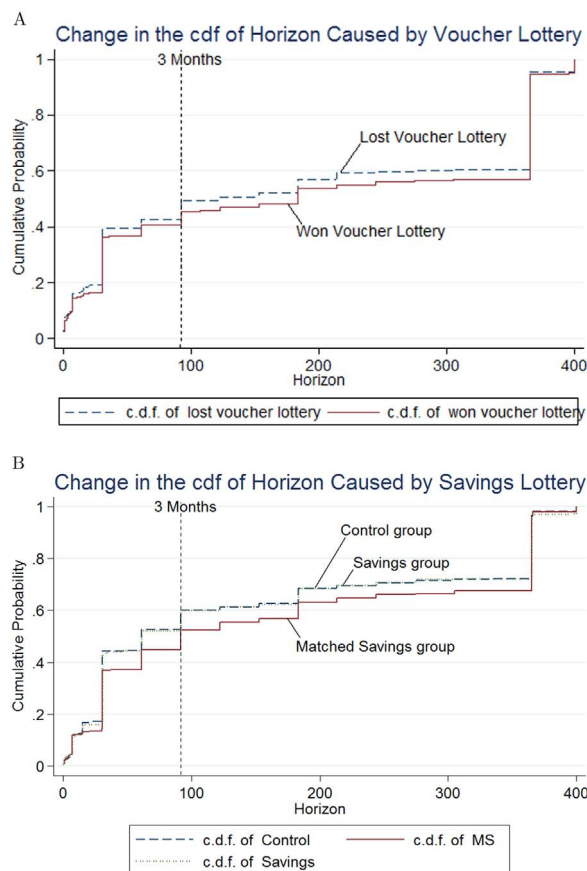 A
Change in the cdf of Horizon Caused by Voucher Lottery
3 Months
1
.8
.6
.4
.2
0
Cumulative Probability
Lost Voucher Lottery
Won Voucher Lottery
0 100 200 300 400
Horizon
c.d.f. of lost voucher lottery c.d.f. of won voucher lottery
B
Change in the cdf of Horizon Caused by Savings Lottery
3 Months
1
.8
.6
.4
.2
0
Cumulative Probability
Control group
Savings group
Matched Savings group
0 100 200 300 400
Horizon
c.d.f. of Control c.d.f. of MS
c.d.f. of Savings